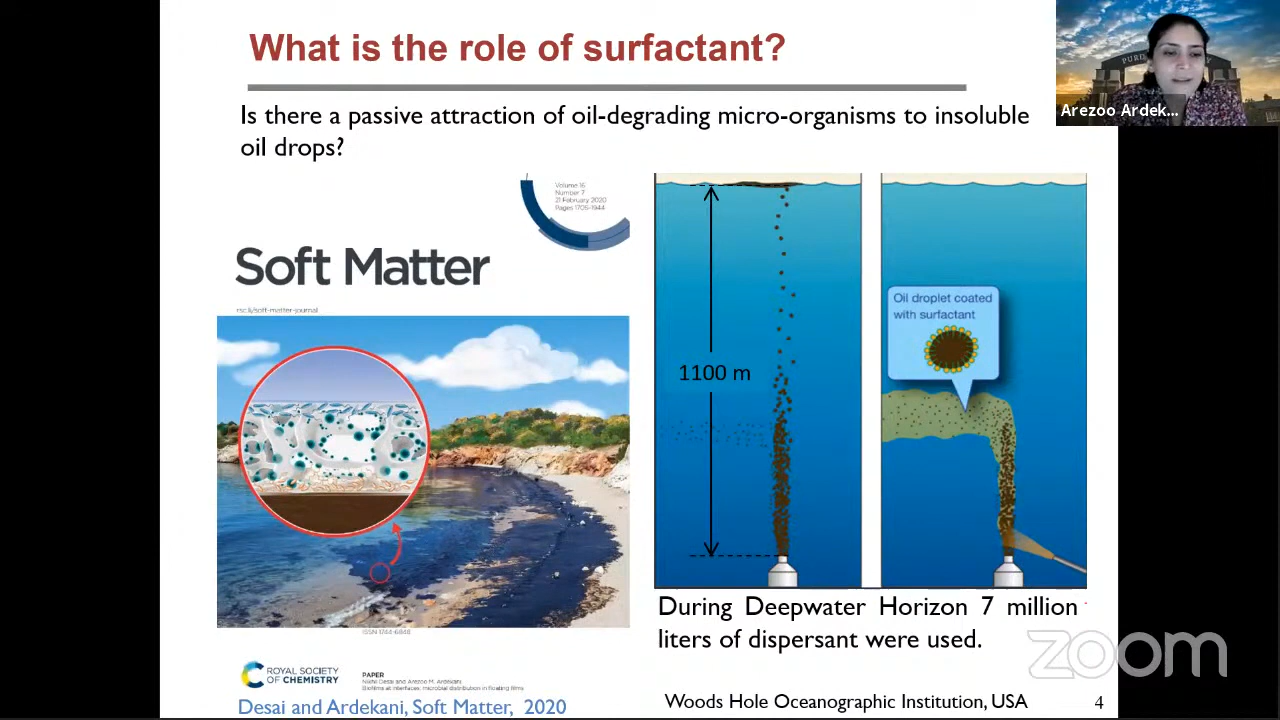 What is the role of surfactant?
Is there a passive attraction of oil-degrading micro-organisms to insoluble
oil drops?
Volume 16
Number 7
21 February 2020
Pages 1705-1944
Soft Matter
rsc.li/soft-matter-journal
ISSN 1744-6848
ROYAL SOCIETY
OF CHEMISTRY
PAPER
Nikhil Desai and Arezoo M. Ardekani
Biofilms at interfaces: microbial distribution in floating films
Desai and Ardekani, Soft Matter, 2020
1100 m
Oil droplet coated
with surfactant
During Deepwater Horizon 7 million
liters of dispersant were used.
Woods Hole Oceanographic Institution, USA
4
Arezoo Ardek...
zoom